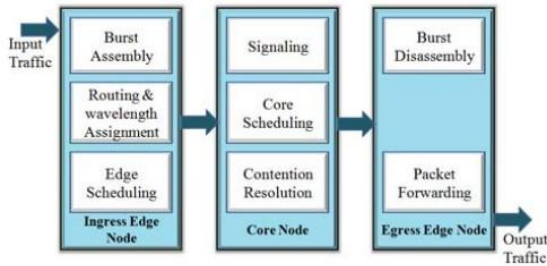 Input
Traffic
Burst
Assembly
Routing &
wavelength
Assignment
Edge
Scheduling
Ingress Edge
Node
Signaling
Core
Scheduling
Contention
Resolution
Core Node
Burst
Disassembly
Packet
Forwarding
Egress Edge Node
Output
Traffic